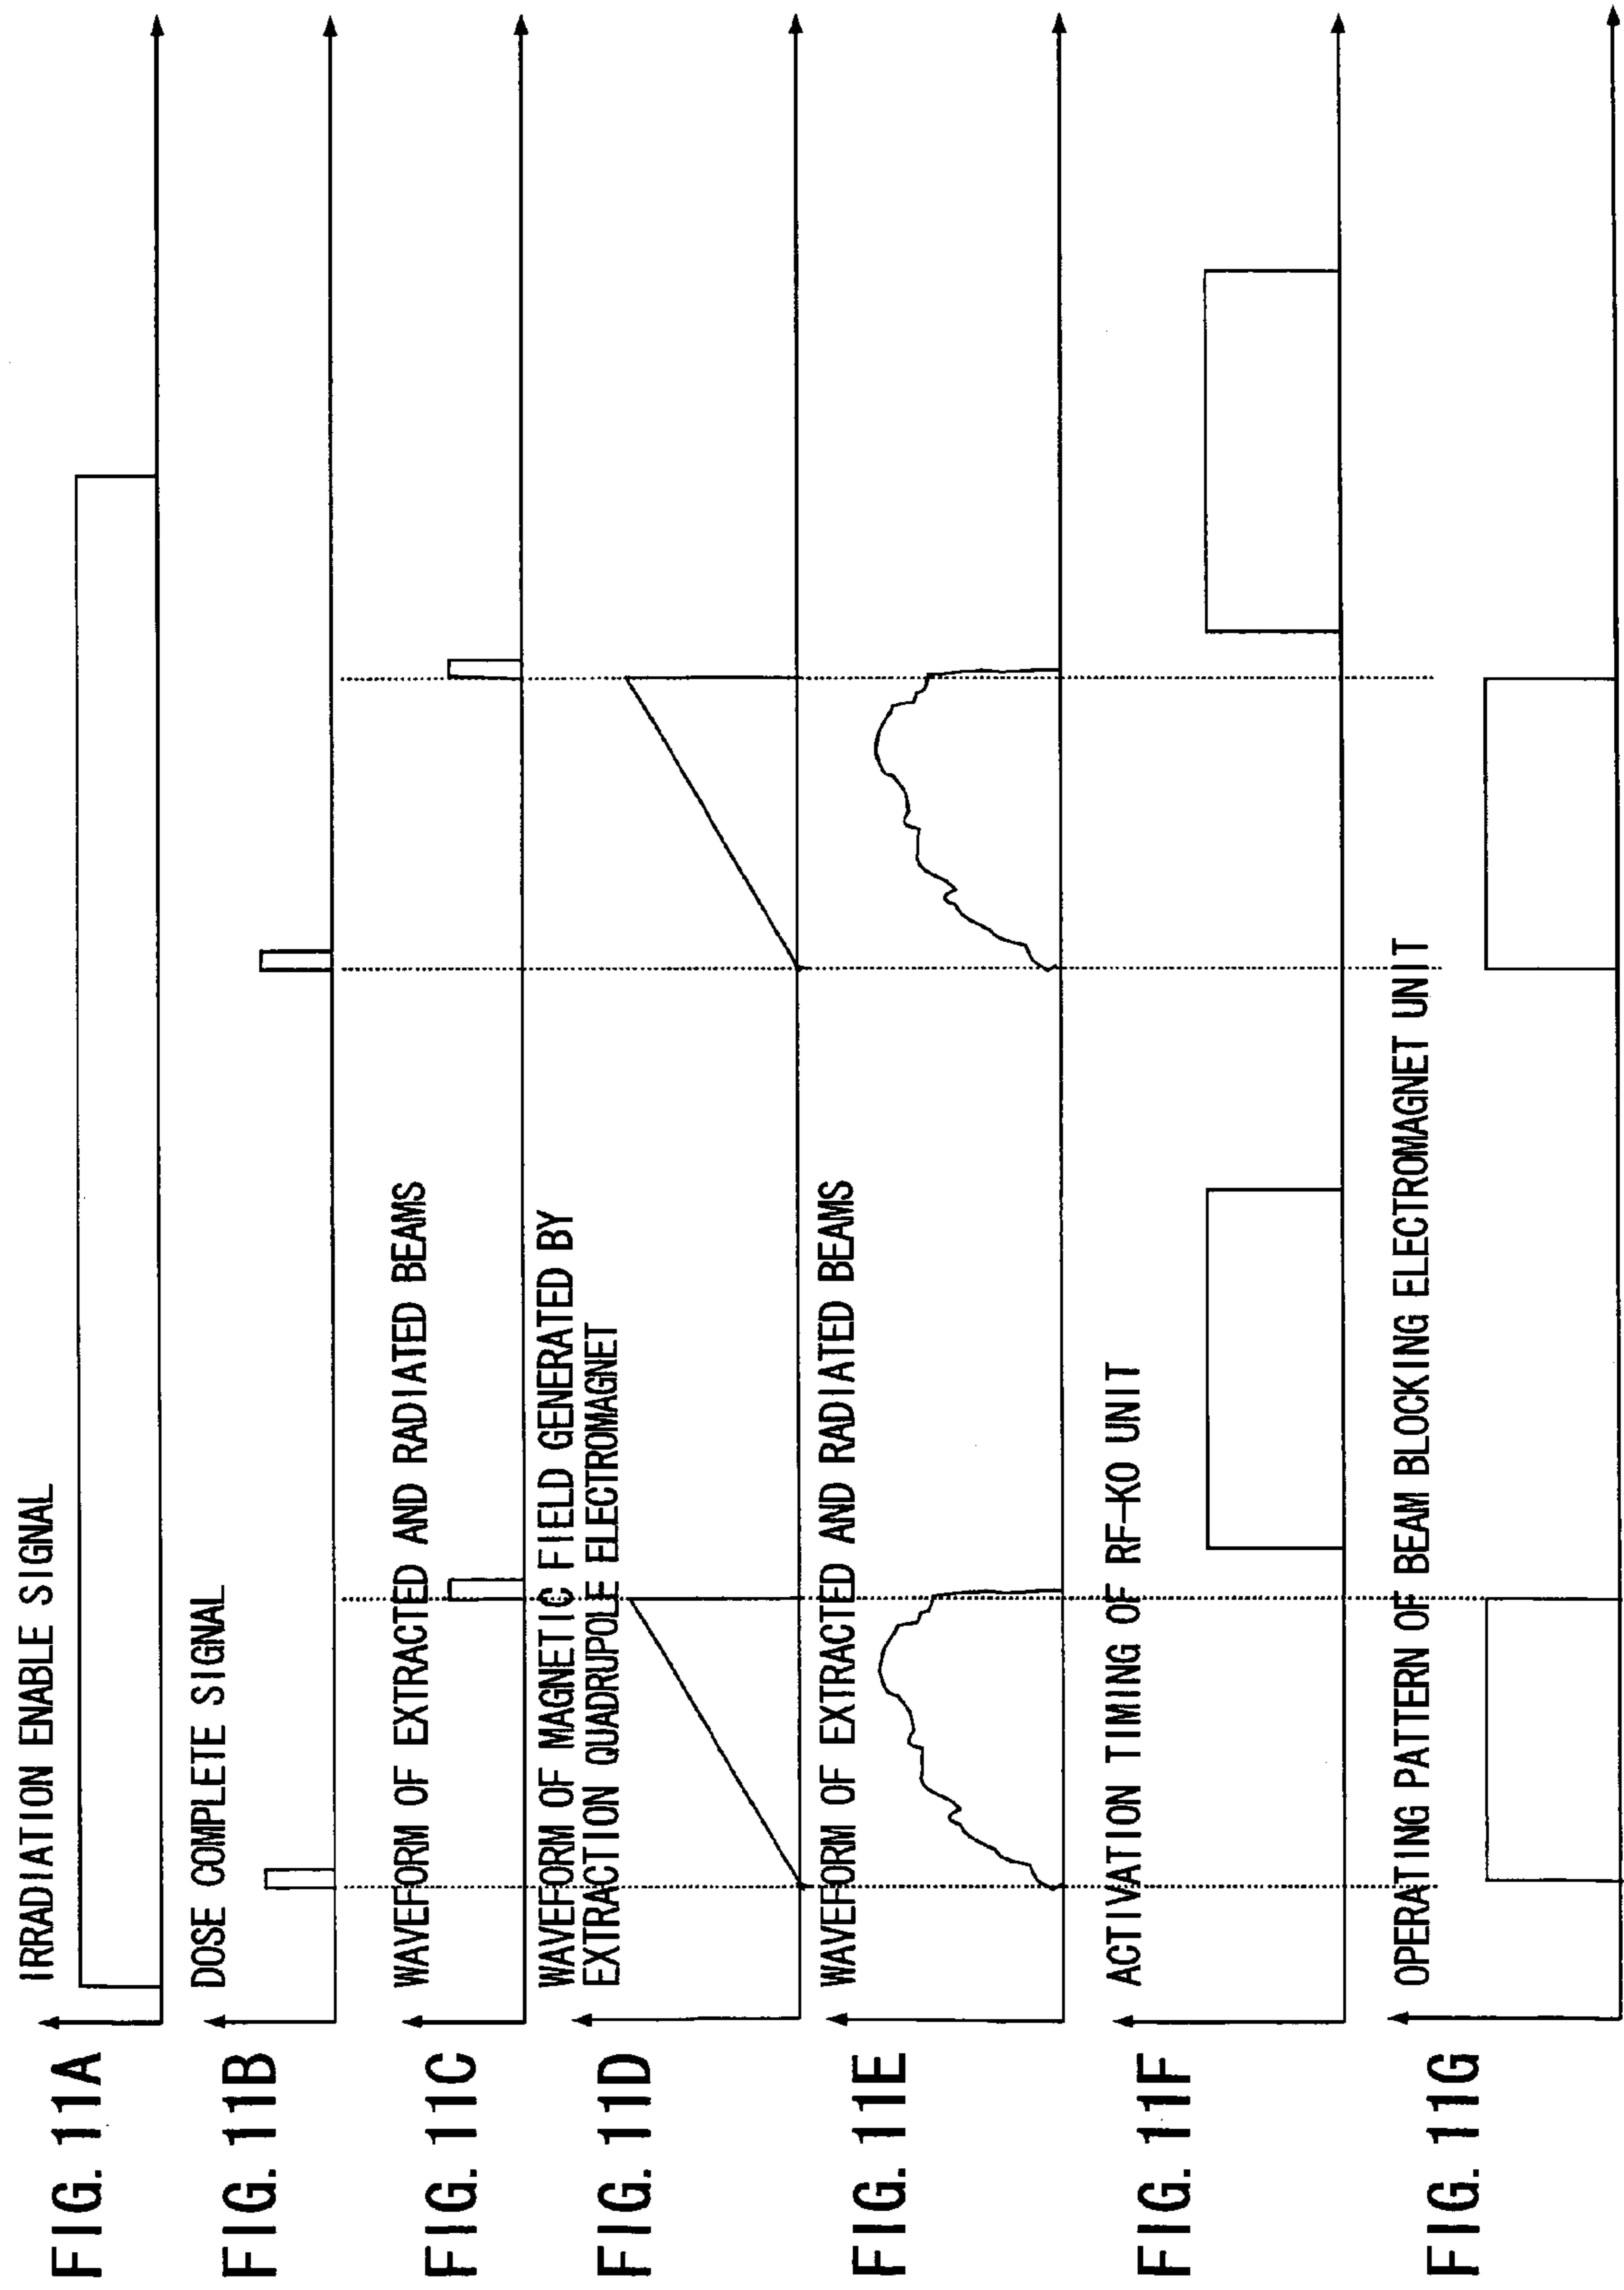 FIG. 11A
IRRADIATION ENABLE SIGNAL
FIG. 11B
DOSE COMPLETE SIGNAL
FIG. 11C
WAVEFORM OF EXTRACTED AND RADIATED BEAMS
FIG. 11D
WAVEFORM OF MAGNETIC FIELD GENERATED BY
EXTRACTION QUADRUPOLE ELECTROMAGNET
FIG. 11E
WAVEFORM OF EXTRACTED AND RADIATED BEAMS
FIG. 11F
ACTIVATION TIMING OF RF-KO UNIT
FIG. 11G
OPERATING PATTERN OF BEAM BLOCKING ELECTROMAGNET UNIT